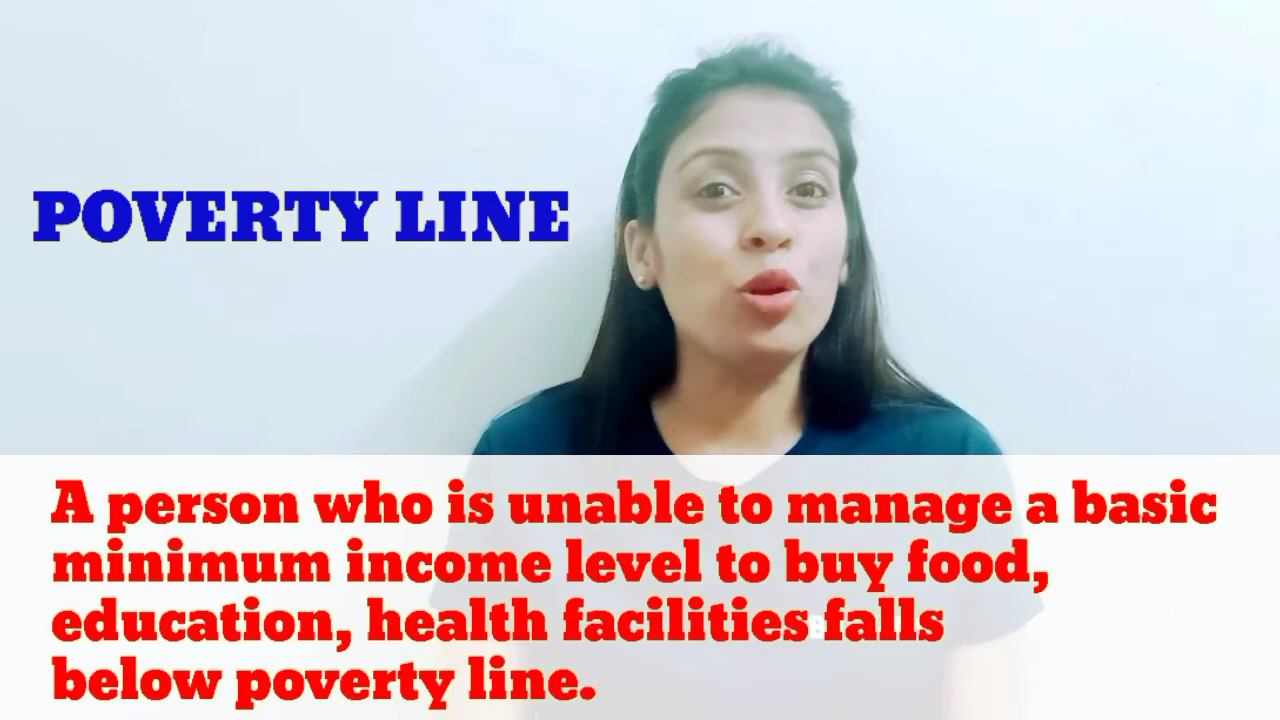 POVERTY LINE
A person who is unable to manage a basic
minimum income level to buy food,
education, health facilities falls
below poverty line.